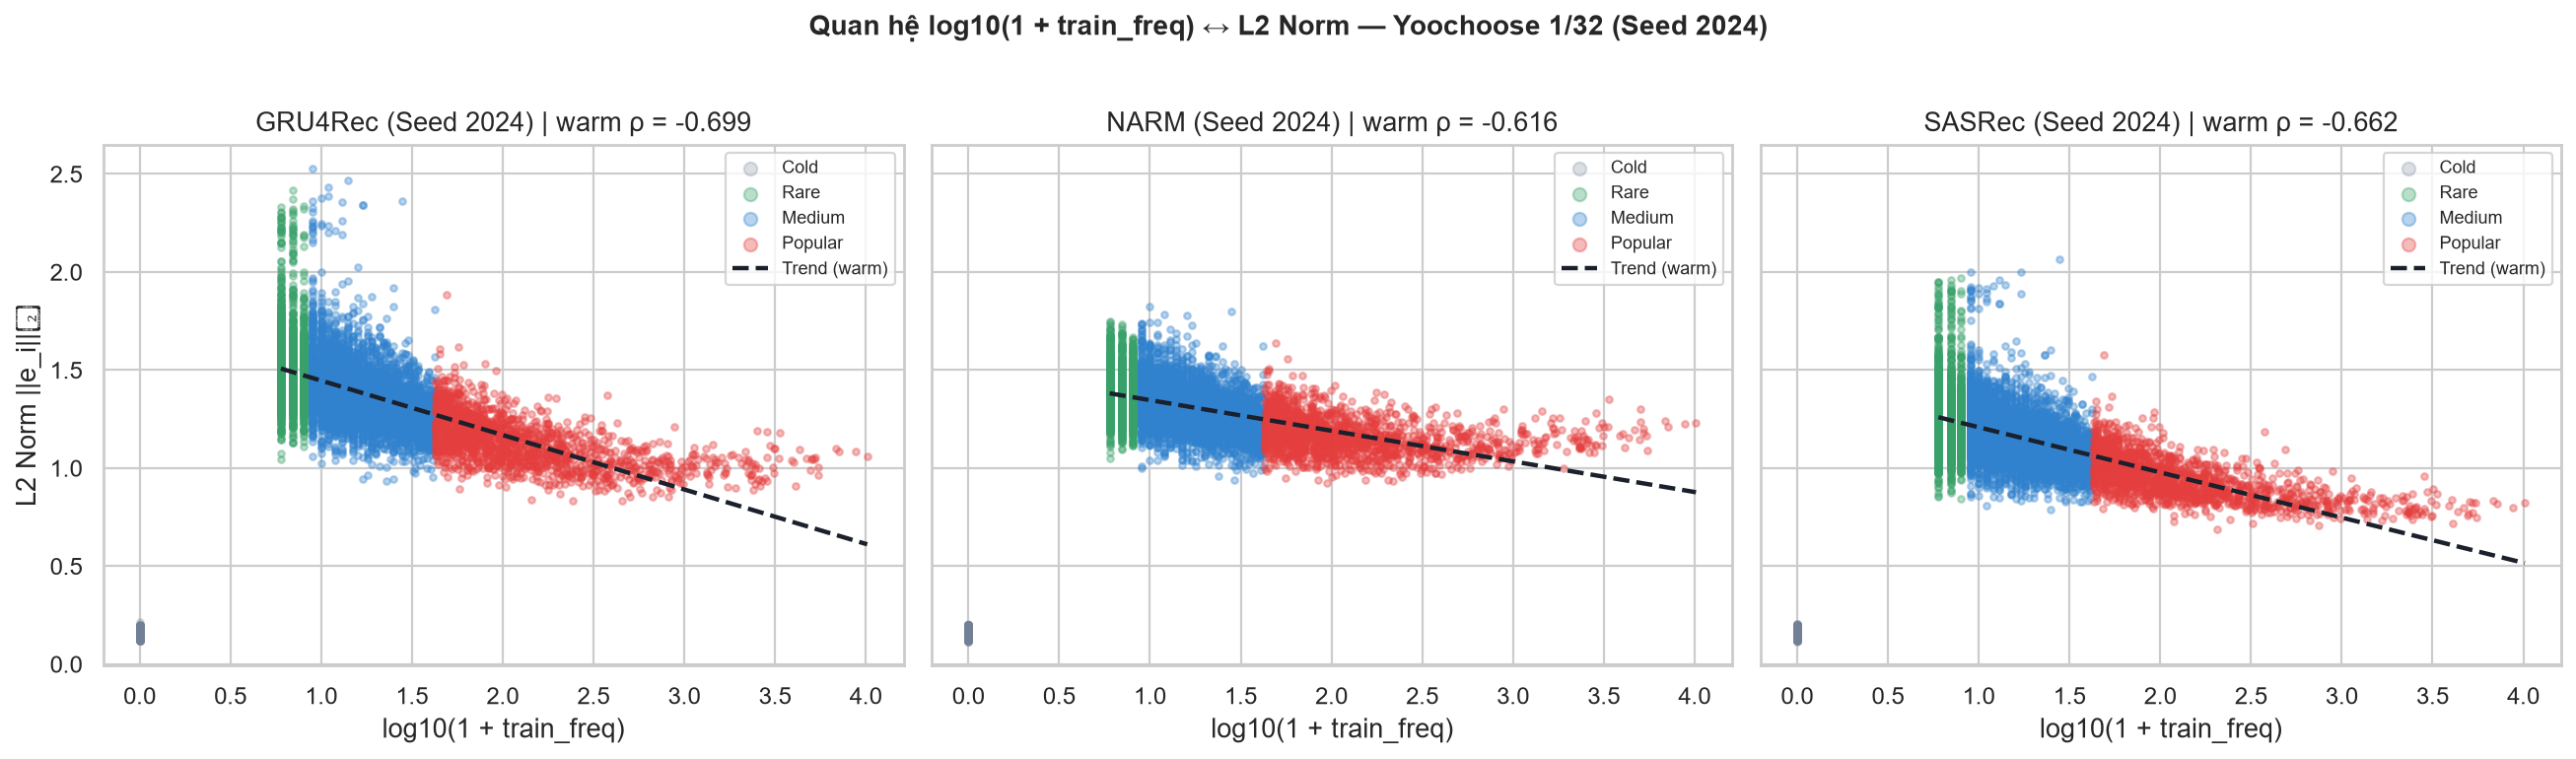 Quan hệ log10(1 + train_freq) ↔ L2 Norm — Yoochoose 1/32 (Seed 2024)
GRU4Rec (Seed 2024) | warm ρ = -0.699
NARM (Seed 2024) | warm ρ = -0.616
SASRec (Seed 2024) | warm ρ = -0.662
L2 Norm ||e_i||₂
2.5
2.0
1.5
1.0
0.5
0.0
Cold
Rare
Medium
Popular
Trend (warm)
Cold
Rare
Medium
Popular
Trend (warm)
Cold
Rare
Medium
Popular
Trend (warm)
0.0 0.5 1.0 1.5 2.0 2.5 3.0 3.5 4.0
0.0 0.5 1.0 1.5 2.0 2.5 3.0 3.5 4.0
0.0 0.5 1.0 1.5 2.0 2.5 3.0 3.5 4.0
log10(1 + train_freq)
log10(1 + train_freq)
log10(1 + train_freq)